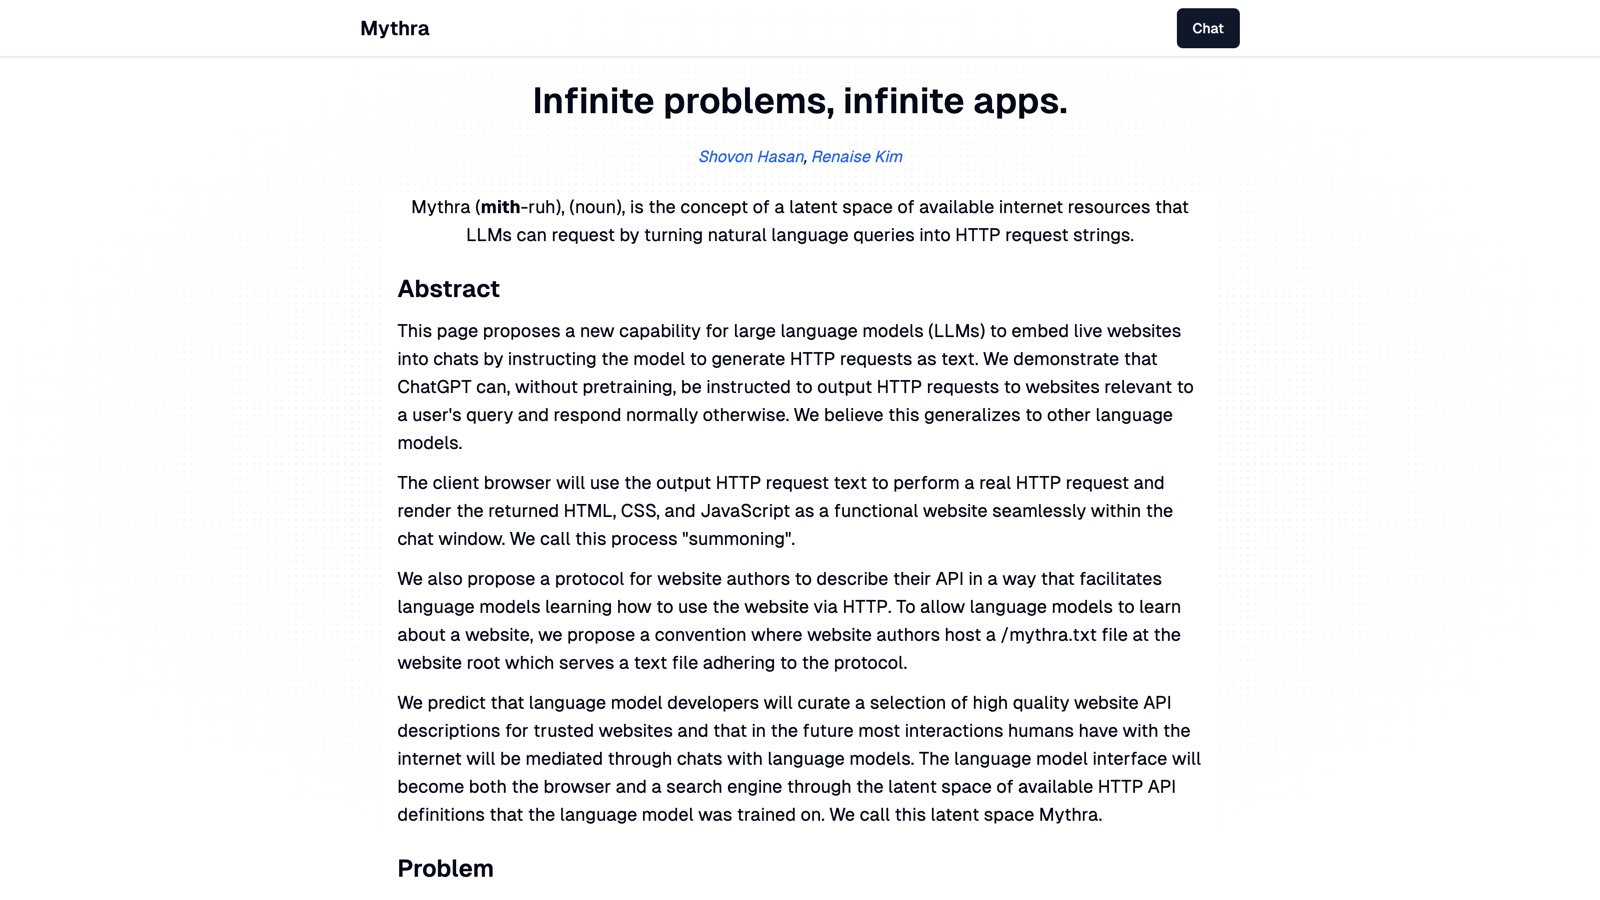 Mythra
Chat
Infinite problems, infinite apps.
Shovon Hasan, Renaise Kim
Mythra (mith-ruh), (noun), is the concept of a latent space of available internet resources that
LLMs can request by turning natural language queries into HTTP request strings.
Abstract
This page proposes a new capability for large language models (LLMs) to embed live websites
into chats by instructing the model to generate HTTP requests as text. We demonstrate that
ChatGPT can, without pretraining, be instructed to output HTTP requests to websites relevant to
a user's query and respond normally otherwise. We believe this generalizes to other language
models.
The client browser will use the output HTTP request text to perform a real HTTP request and
render the returned HTML, CSS, and JavaScript as a functional website seamlessly within the
chat window. We call this process "summoning".
We also propose a protocol for website authors to describe their API in a way that facilitates
language models learning how to use the website via HTTP. To allow language models to learn
about a website, we propose a convention where website authors host a /mythra.txt file at the
website root which serves a text file adhering to the protocol.
We predict that language model developers will curate a selection of high quality website API
descriptions for trusted websites and that in the future most interactions humans have with the
internet will be mediated through chats with language models. The language model interface will
become both the browser and a search engine through the latent space of available HTTP API
definitions that the language model was trained on. We call this latent space Mythra.
Problem